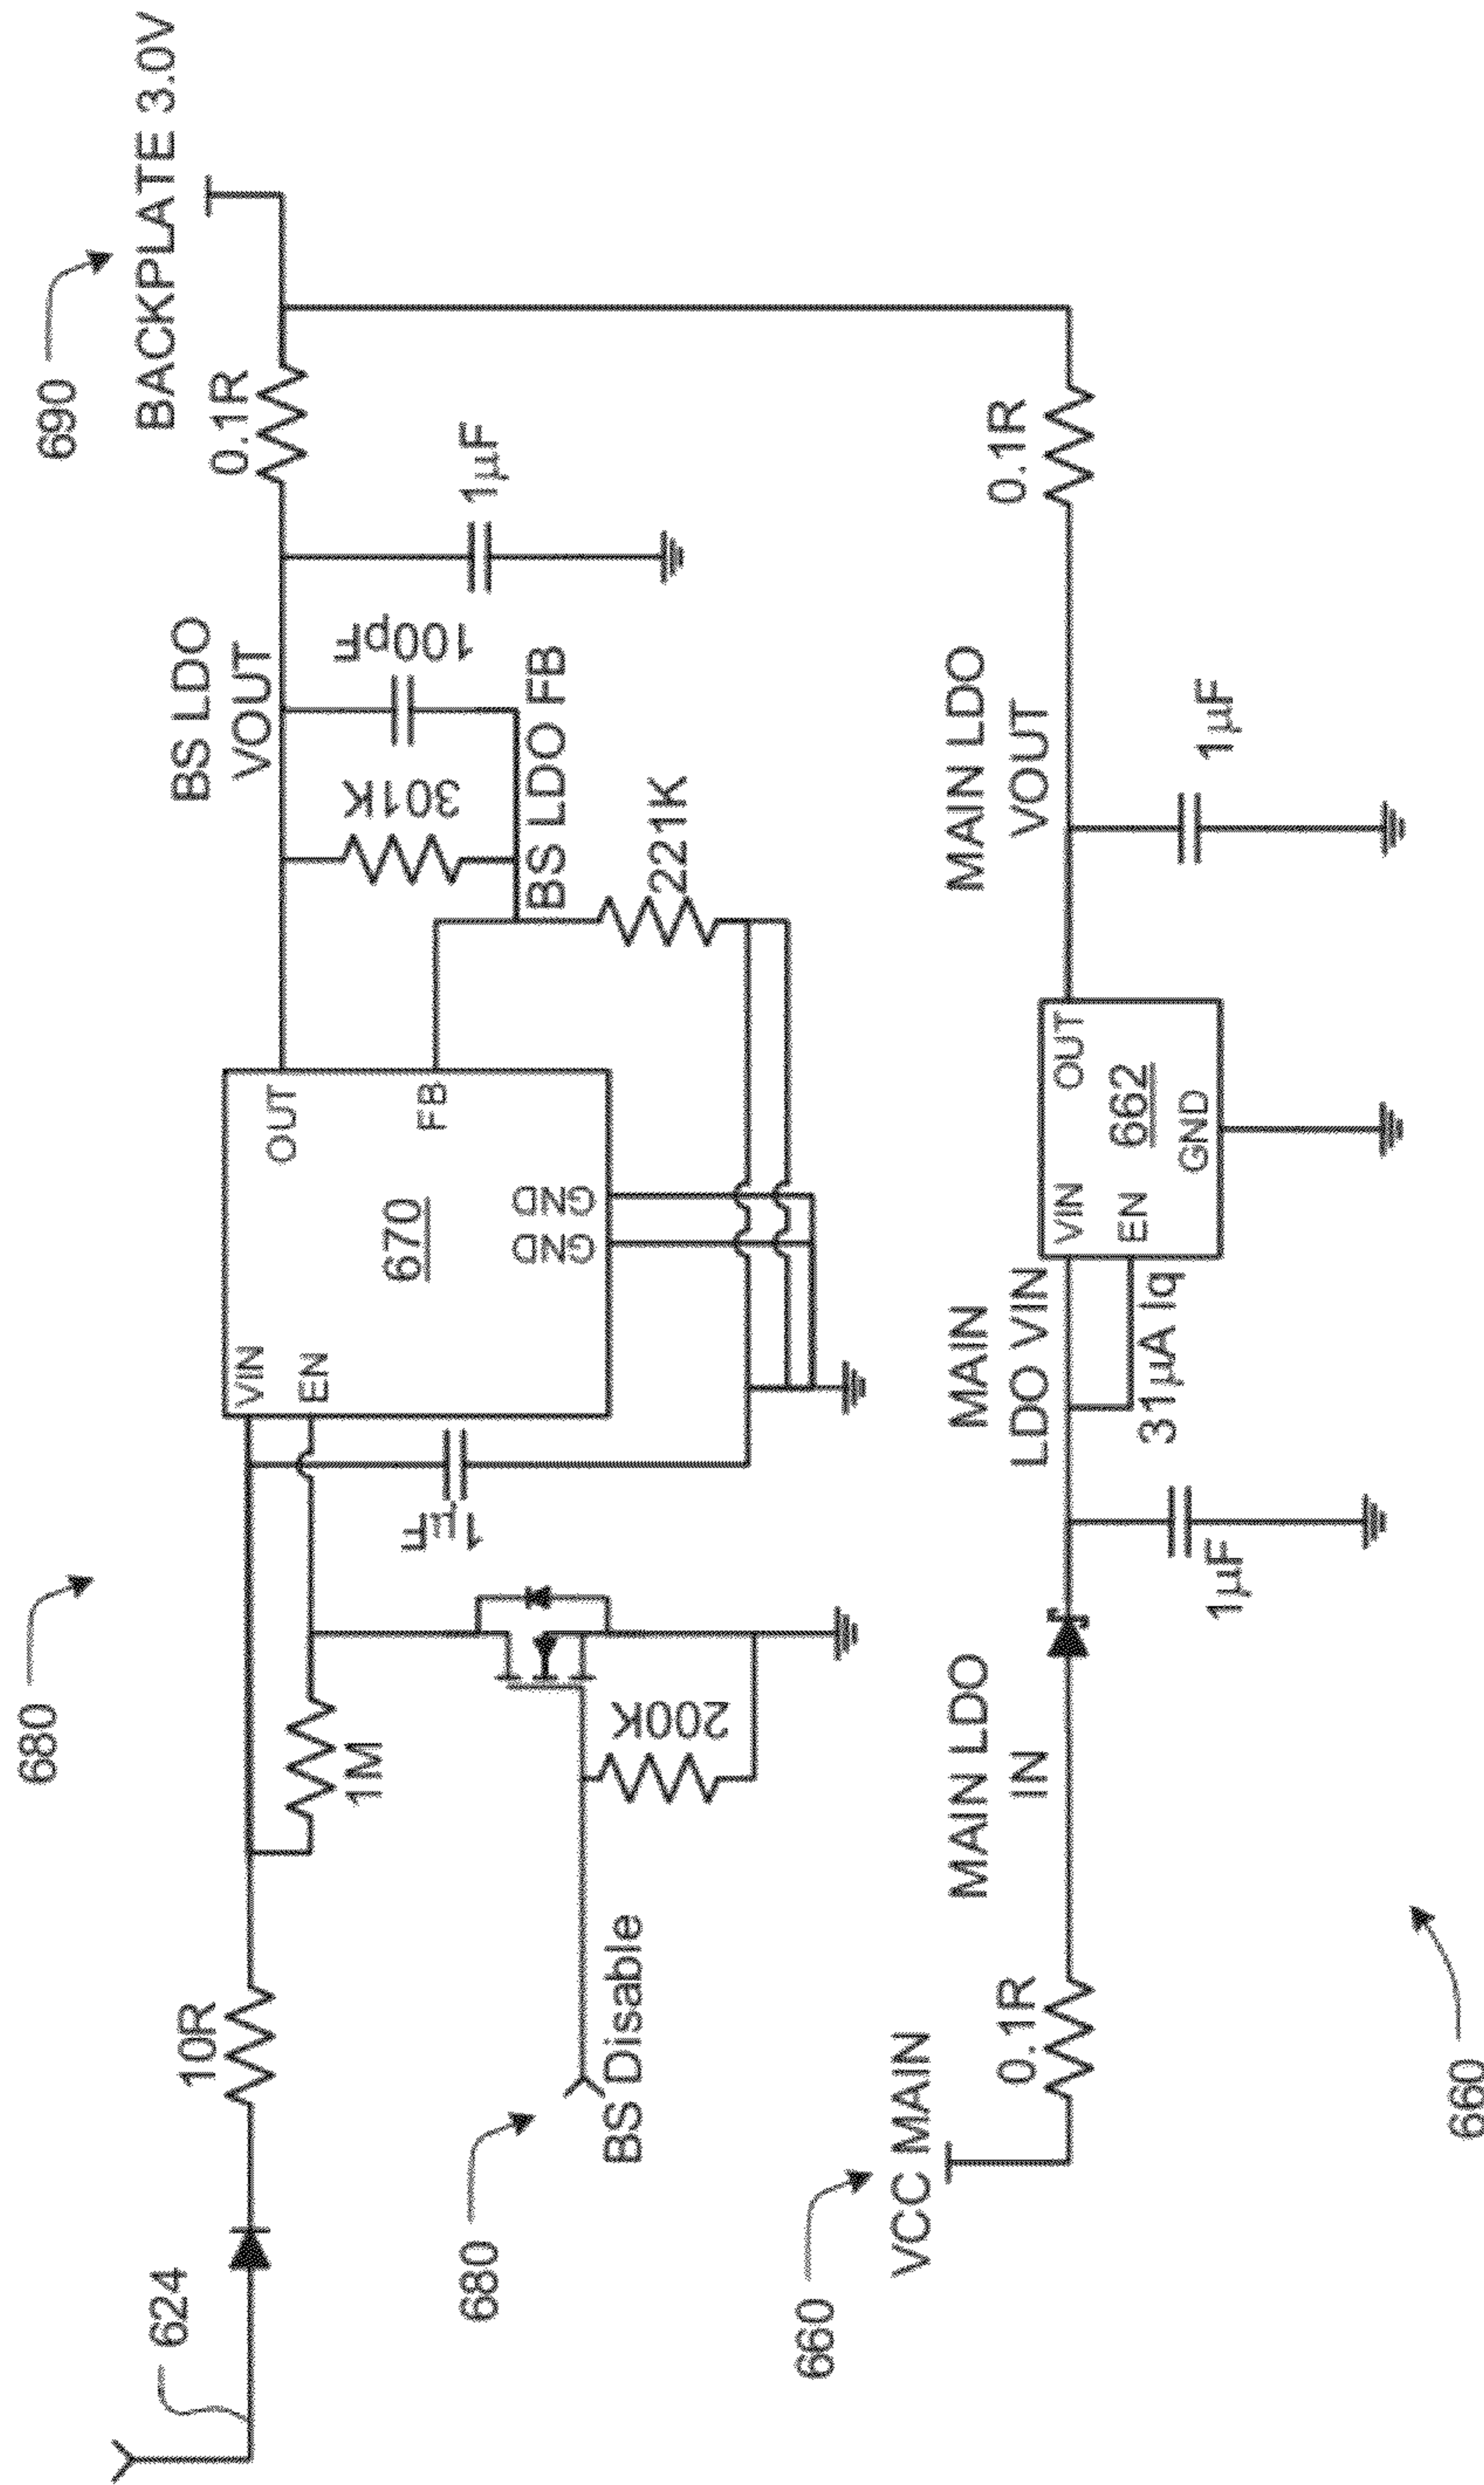 690
BACKPLATE 3.0V
680
BS LDO
VOUT
0.1R
624
10R
1M
VIN
EN
OUT
670
FB
GND
GND
301K
100pF
1µF
BS LDO FB
221K
1µF
200K
680
BS Disable
660
VCC MAIN
0.1R
MAIN LDO
IN
1µF
MAIN
LDO VIN
31µA Iq
VIN
EN
OUT
662
GND
MAIN LDO
VOUT
1µF
0.1R
660